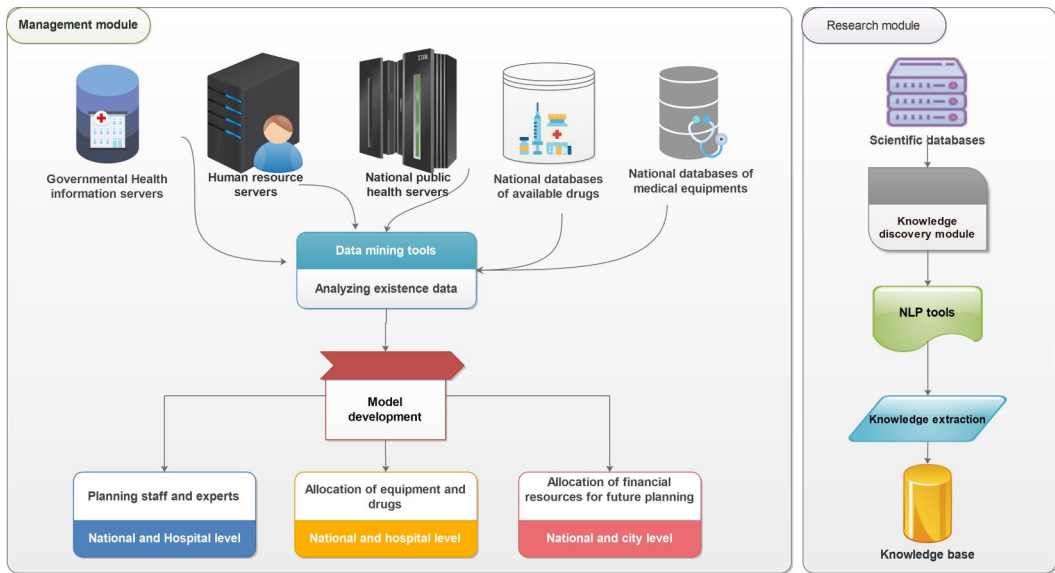 Management module
Governmental Health
information servers
Human resource
servers
National public
health servers
National databases
of available drugs
National databases of
medical equipments
Data mining tools
Analyzing existence data
Model
development
Planning staff and experts
National and Hospital level
Allocation of equipment and
drugs
National and hospital level
Allocation of financial
resources for future planning
National and city level
Research module
Scientific databases
Knowledge
discovery module
NLP tools
Knowledge extraction
Knowledge base